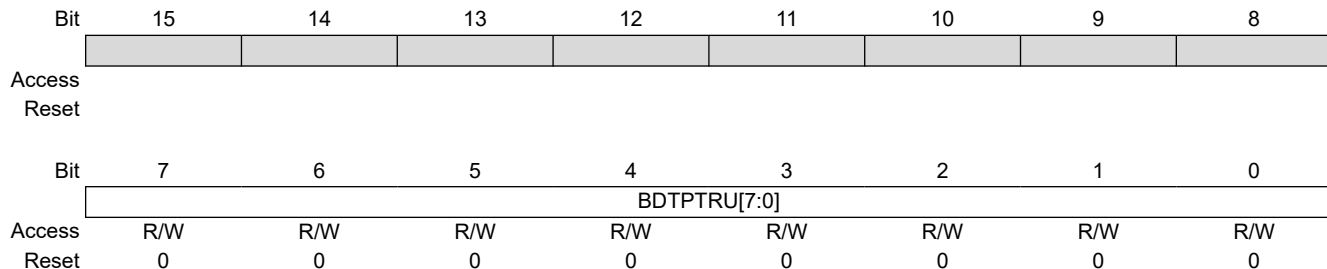 Bit 15 14 13 12 11 10 9 8
Access
Reset
Bit 7 6 5 4 3 2 1 0
BDTPTRU[7:0]
Access R/W R/W R/W R/W R/W R/W R/W R/W
Reset 0 0 0 0 0 0 0 0